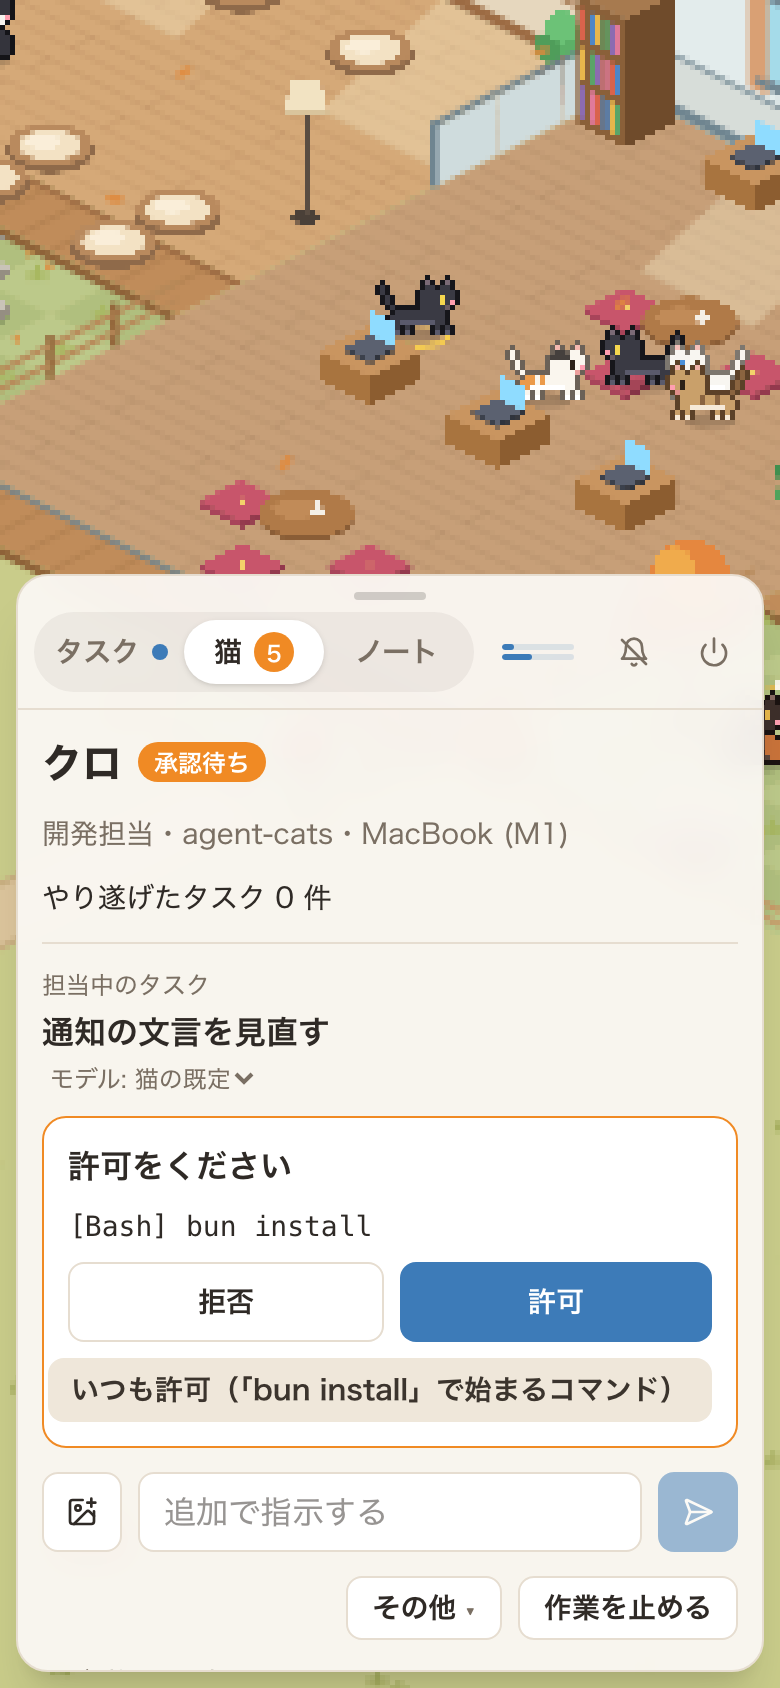 タスク 猫 5 ノート
クロ 承認待ち
開発担当・agent-cats・MacBook (M1)
やり遂げたタスク 0 件
担当中のタスク
通知の文言を見直す
モデル: 猫の既定
許可をください
[Bash] bun install
拒否 許可
いつも許可（「bun install」で始まるコマンド）
追加で指示する
その他 ▾ 作業を止める